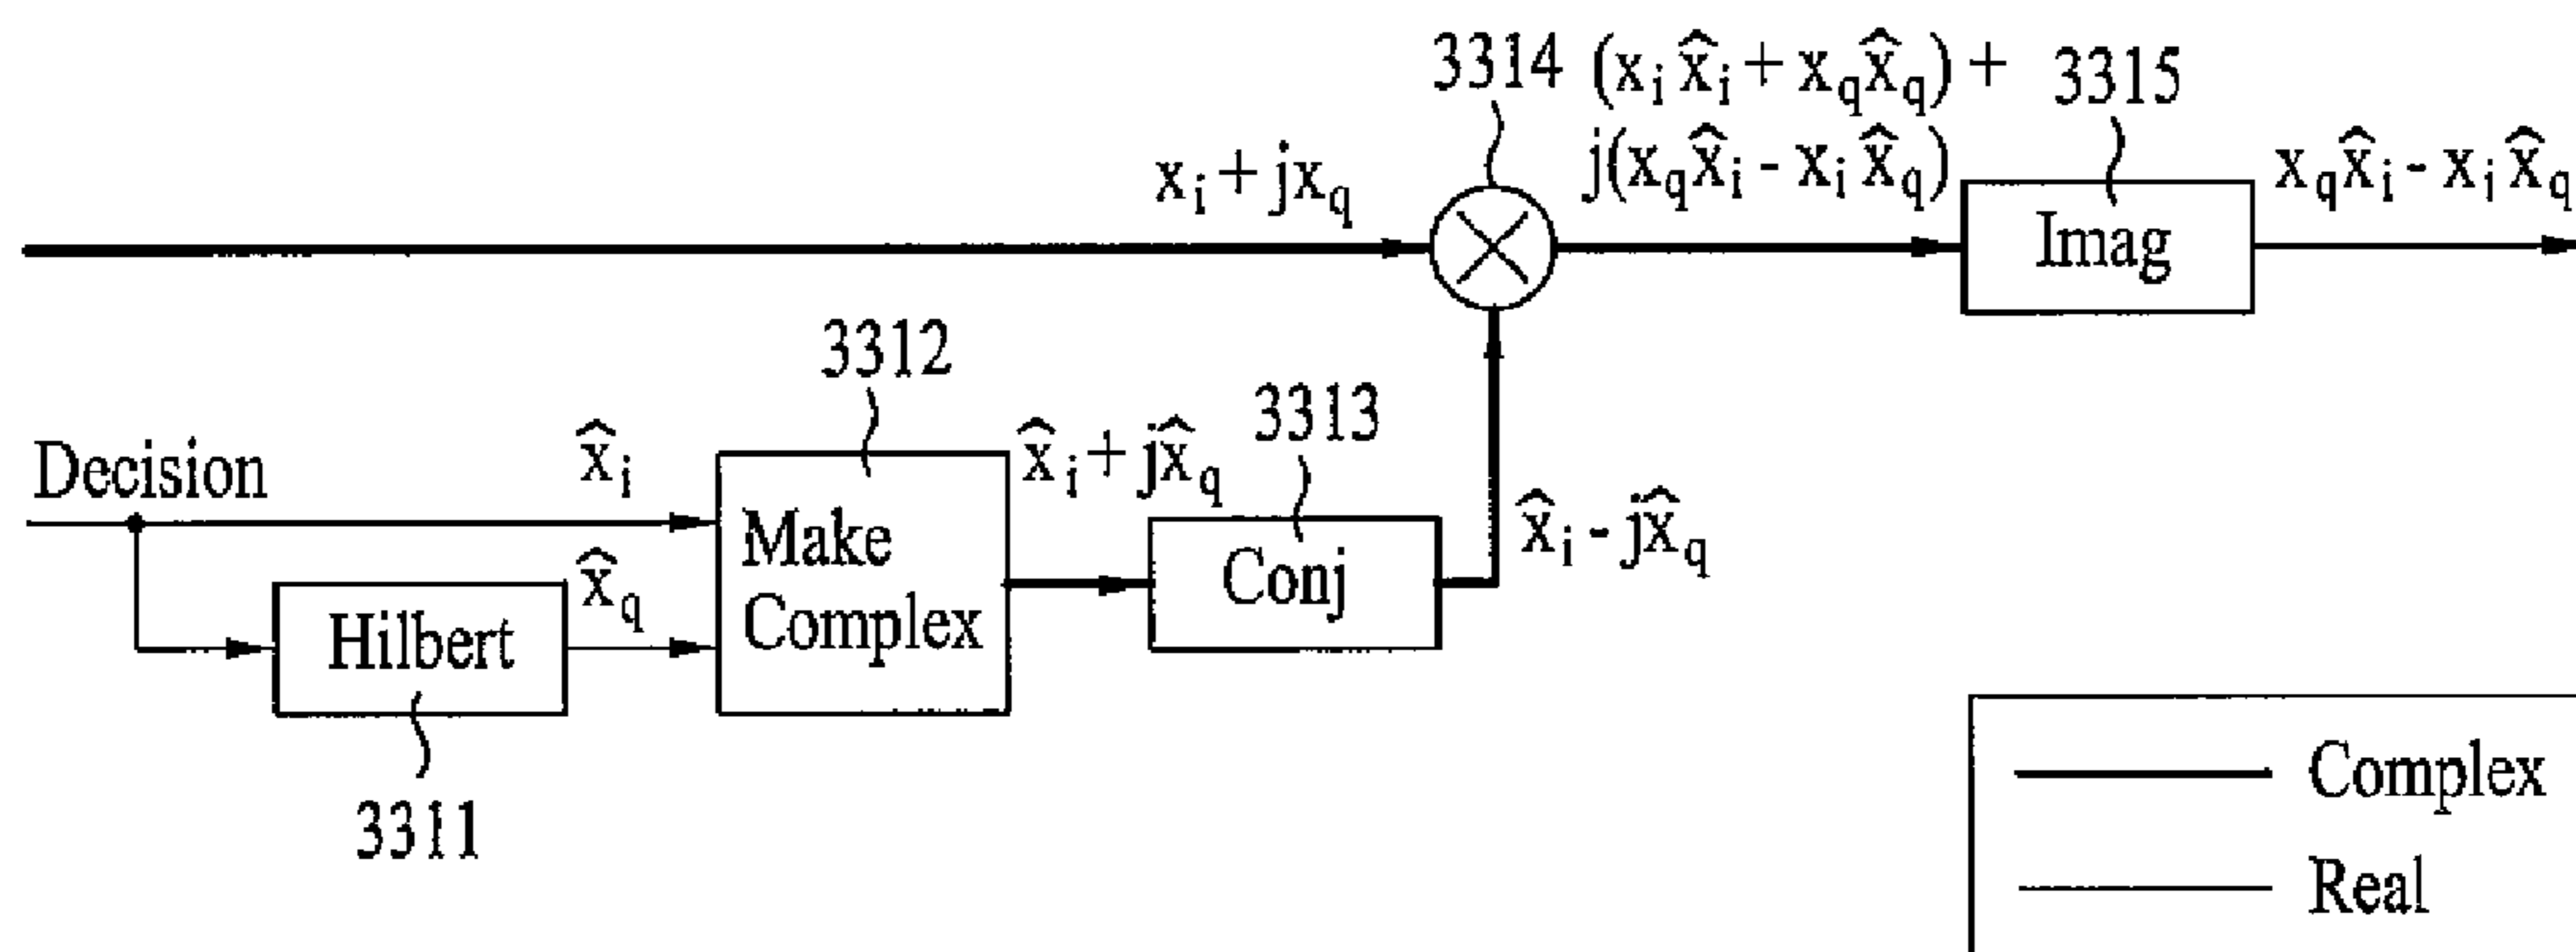 3314 (x_i x̂_i + x_q x̂_q) + 3315
x_i + jx_q j(x_q x̂_i - x_i x̂_q) x_q x̂_i - x_i x̂_q
Imag
3312
3313
Decision x̂_i x̂_i + jx̂_q
x̂_i - jx̂_q
Make
Complex
Conj
x̂_q
Hilbert
3311
Complex
Real